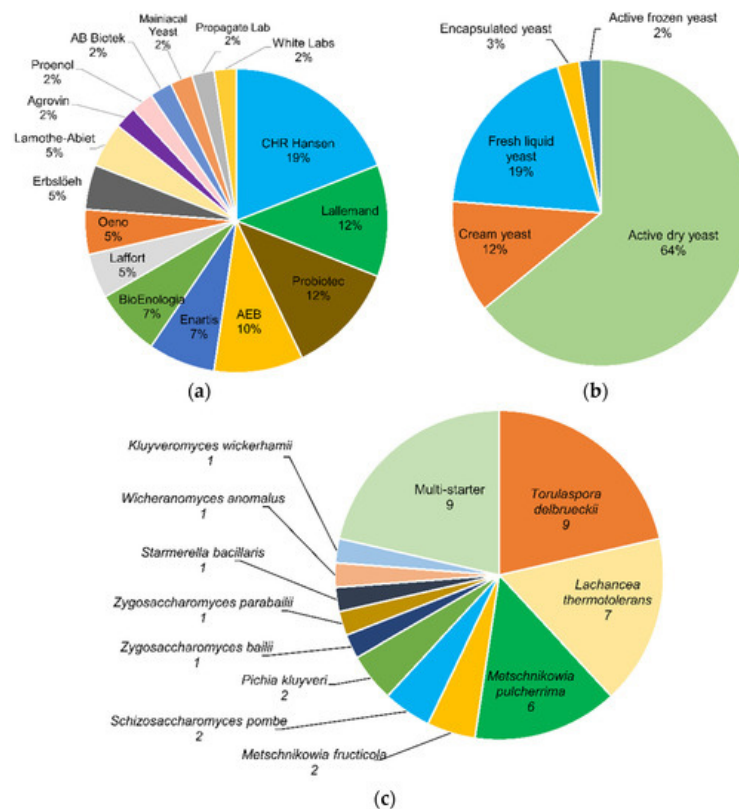 Mainiacal
Yeast
2%
Propagate Lab
2%
White Labs
2%
AB Biotek
2%
Proenol
2%
Agrovin
2%
Lamothe-Abiet
5%
Erbslöeh
5%
Oeno
5%
Laffort
5%
BioEnologia
7%
Enartis
7%
AEB
10%
Probiotec
12%
Lallemand
12%
CHR Hansen
19%
(a)
Encapsulated yeast
3%
Active frozen yeast
2%
Fresh liquid
yeast
19%
Cream yeast
12%
Active dry yeast
64%
(b)
Kluyveromyces wickerhamii
1
Wicheranomyces anomalus
1
Starmerella bacillaris
1
Zygosaccharomyces parabailii
1
Zygosaccharomyces bailii
1
Pichia kluyveri
2
Schizosaccharomyces pombe
2
Metschnikowia fructicola
2
Multi-starter
9
Torulaspora
delbrueckii
9
Lachancea
thermotolerans
7
Metschnikowia
pulcherrima
6
(c)